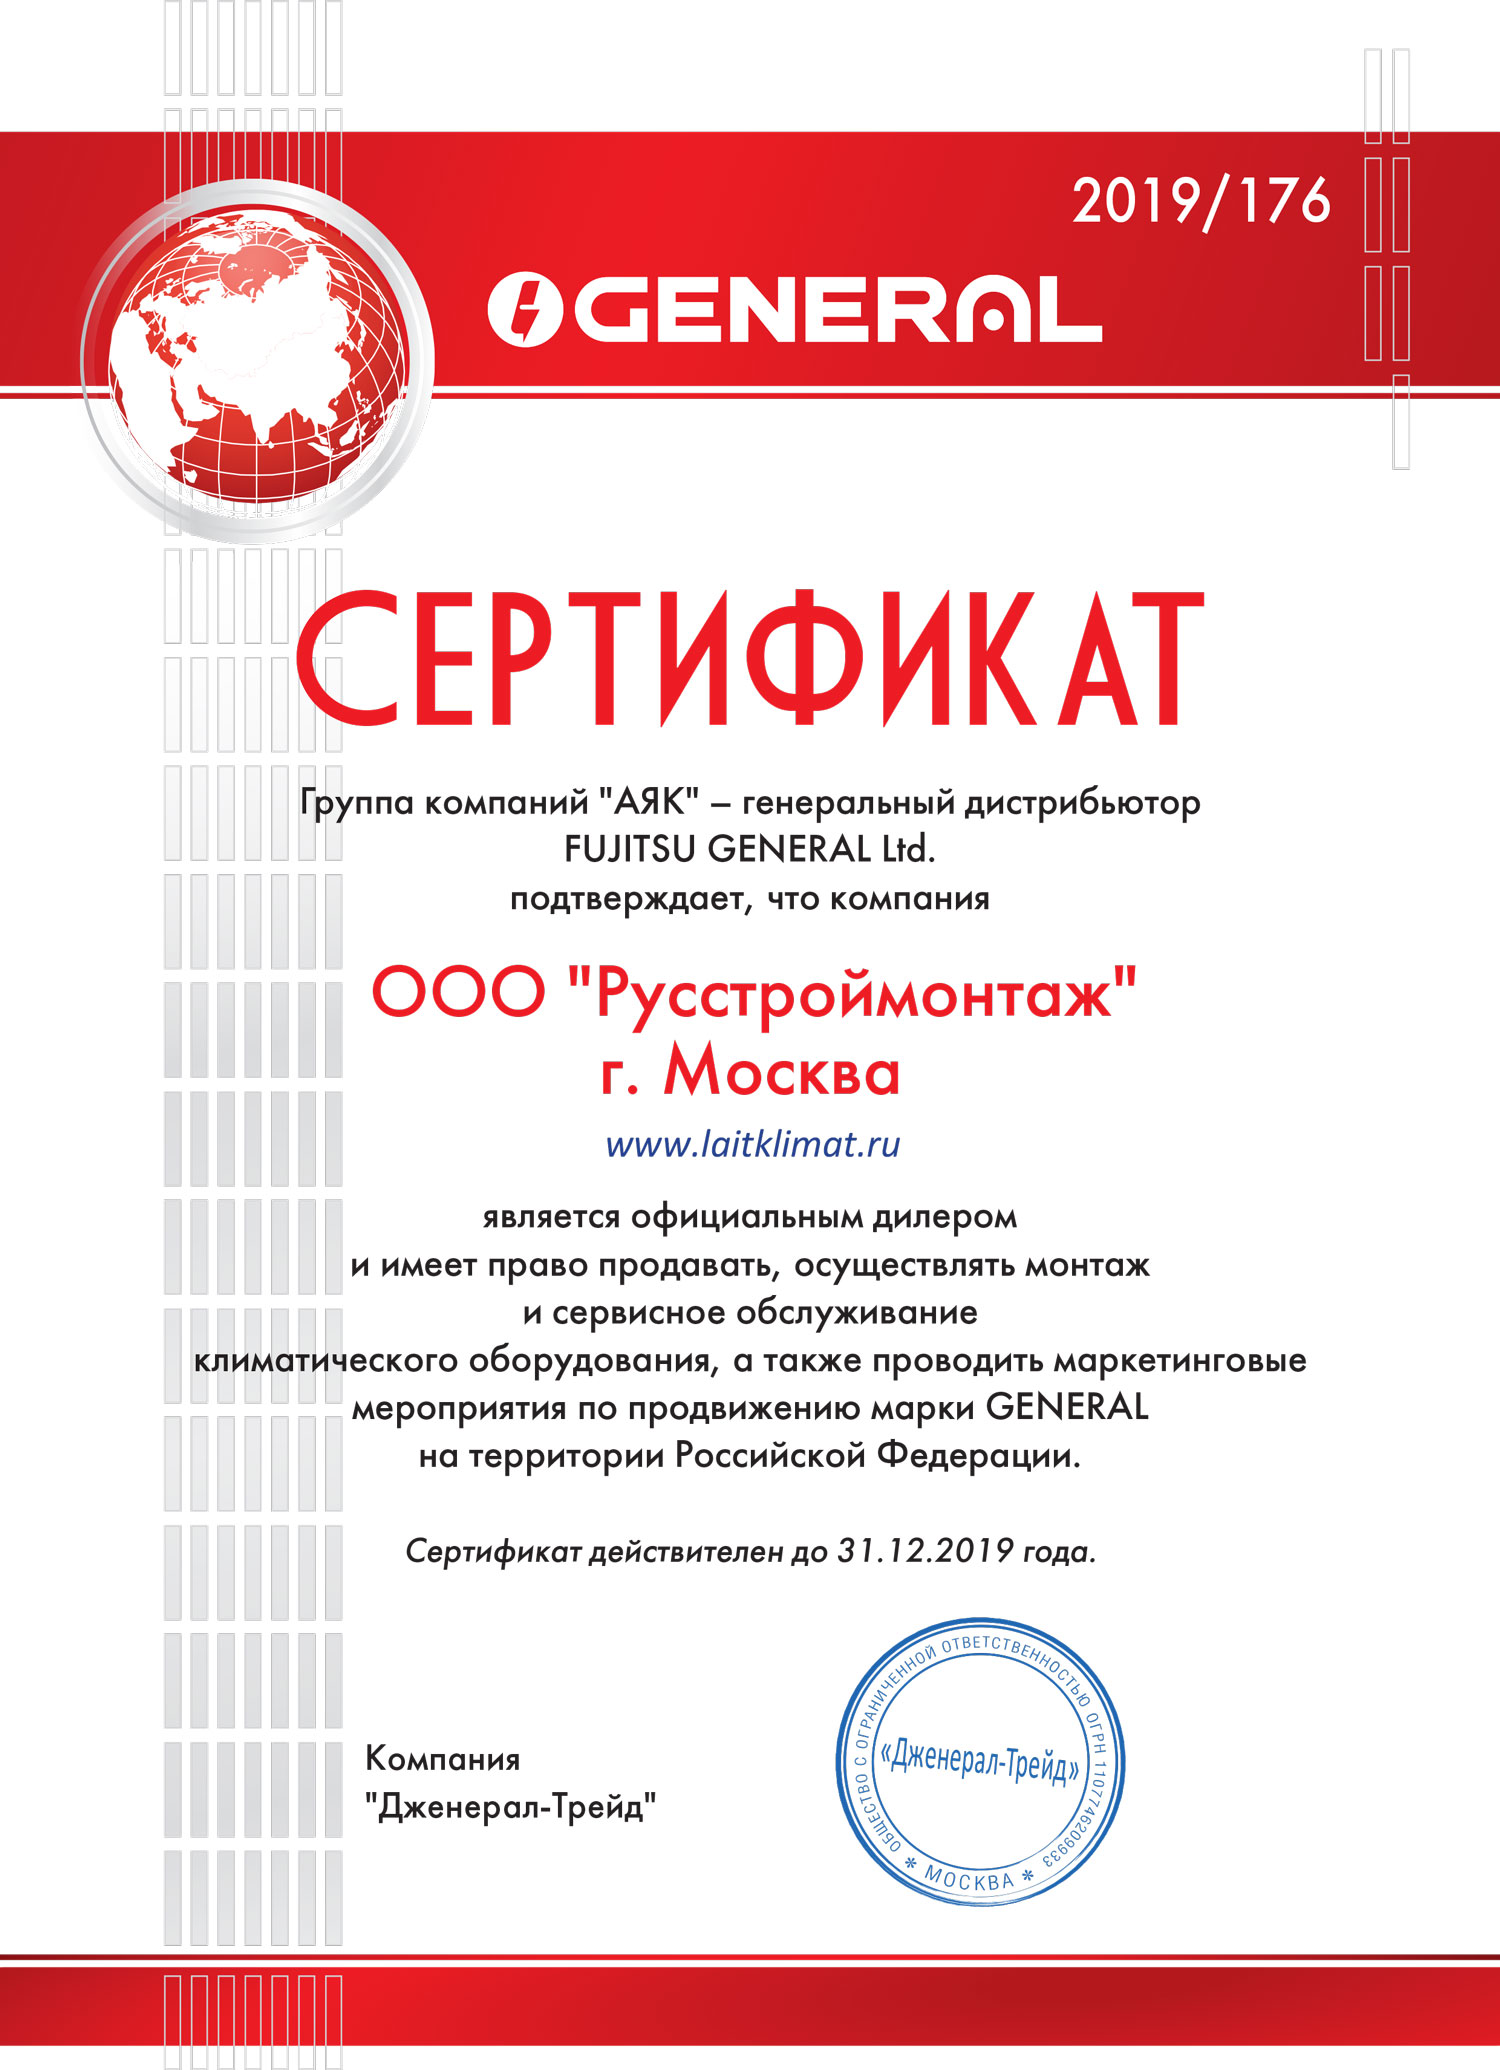 2019/176
GENERAL
СЕРТИФИКАТ
Группа компаний "АЯК" – генеральный дистрибьютор
FUJITSU GENERAL Ltd.
подтверждает, что компания
ООО "Русстроймонтаж"
г. Москва
www.laitklimat.ru
является официальным дилером
и имеет право продавать, осуществлять монтаж
и сервисное обслуживание
климатического оборудования, а также проводить маркетинговые
мероприятия по продвижению марки GENERAL
на территории Российской Федерации.
Сертификат действителен до 31.12.2019 года.
Компания
"Дженерал-Трейд"
ОБЩЕСТВО С ОГРАНИЧЕННОЙ ОТВЕТСТВЕННОСТЬЮ ОГРН 1107746209933
«Дженерал-Трейд»
* МОСКВА *